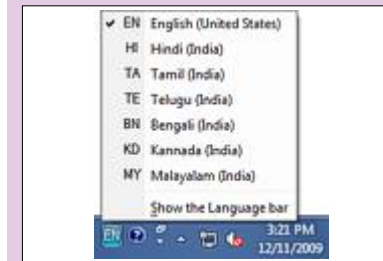 EN English (United States)
HI Hindi (India)
TA Tamil (India)
TE Telugu (India)
BN Bengali (India)
KD Kannada (India)
MY Malayalam (India)
Show the Language bar
EN
3:21 PM
12/11/2009